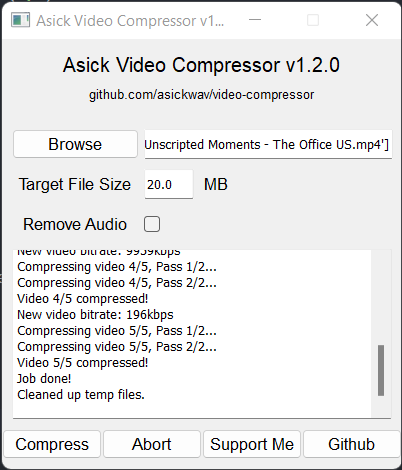 Asick Video Compressor v1...
Asick Video Compressor v1.2.0
github.com/asickwav/video-compressor
Browse
Unscripted Moments - The Office US.mp4']
Target File Size
20.0
MB
Remove Audio
New video bitrate: 9939kbps
Compressing video 4/5, Pass 1/2...
Compressing video 4/5, Pass 2/2...
Video 4/5 compressed!
New video bitrate: 196kbps
Compressing video 5/5, Pass 1/2...
Compressing video 5/5, Pass 2/2...
Video 5/5 compressed!
Job done!
Cleaned up temp files.
Compress
Abort
Support Me
Github